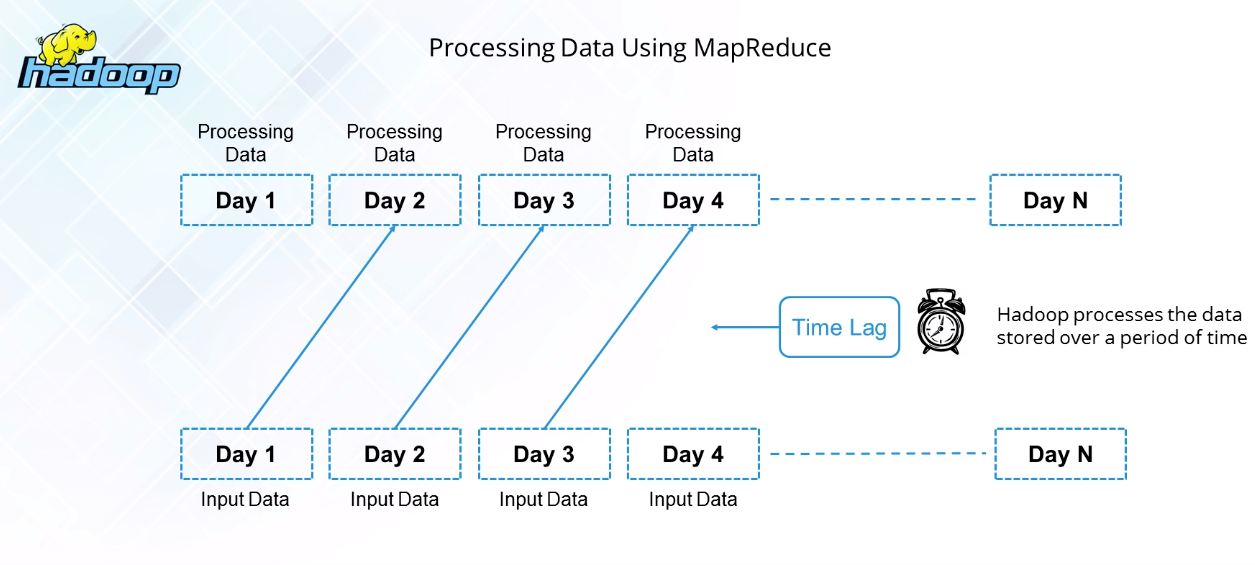 hadoop
Processing Data Using MapReduce
Processing
Data
Processing
Data
Processing
Data
Processing
Data
Day 1
Day 2
Day 3
Day 4
Day N
Time Lag
Hadoop processes the data
stored over a period of time
Day 1
Day 2
Day 3
Day 4
Day N
Input Data
Input Data
Input Data
Input Data